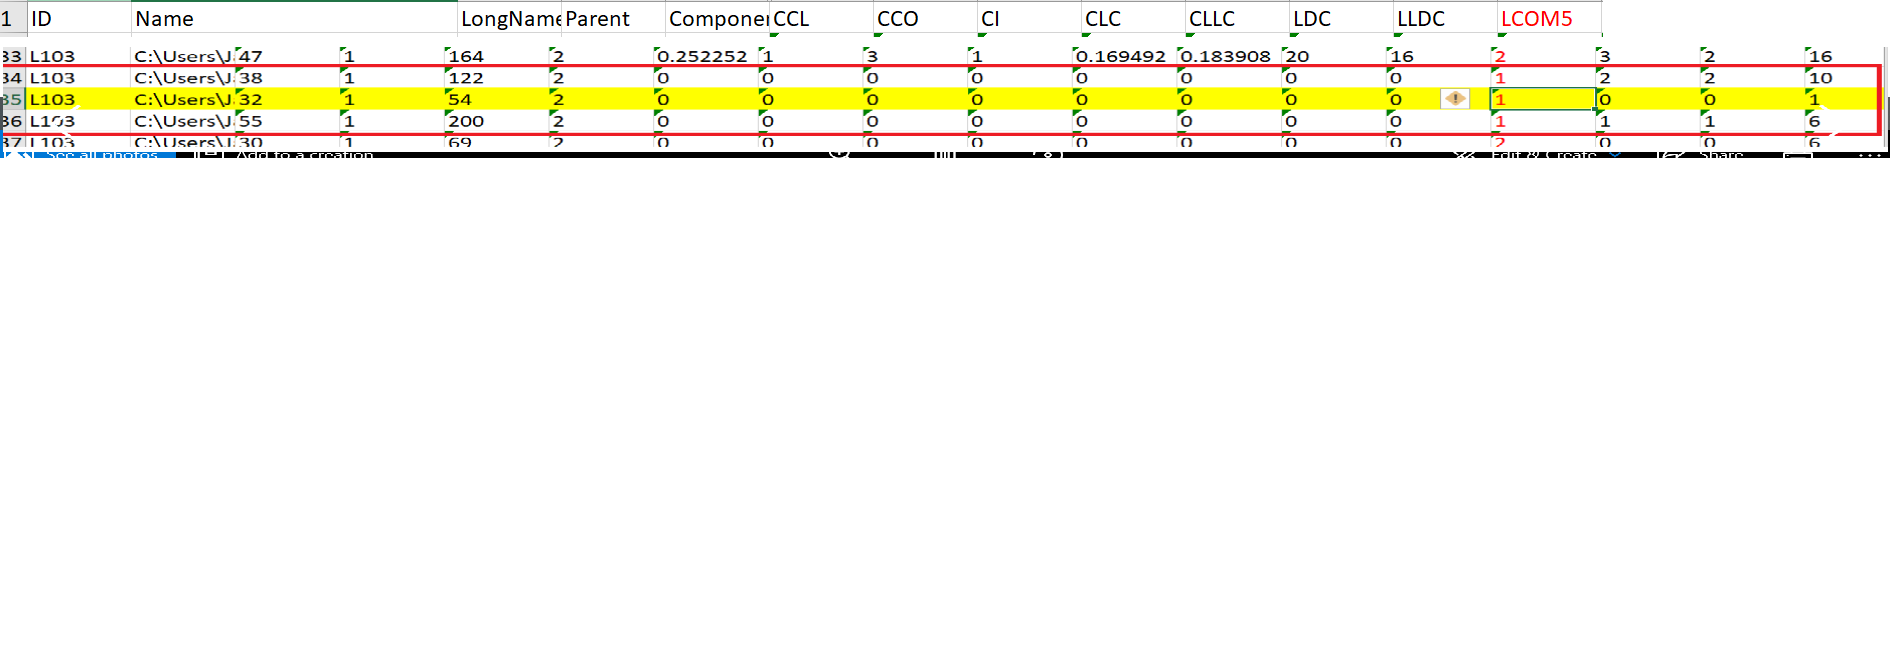 1 ID Name LongName Parent Componen CCL CCO CI CLC CLLC LDC LLDC LCOM5
33 L103 C:\Users\J 47 1 164 2 0.252252 1 3 1 0.169492 0.183908 20 16 2 3 2 16
34 L103 C:\Users\J 38 1 122 2 0 0 0 0 0 0 0 0 1 2 2 10
35 L103 C:\Users\J 32 1 54 2 0 0 0 0 0 0 0 0 1 0 0 1
36 L103 C:\Users\J 55 1 200 2 0 0 0 0 0 0 0 0 1 1 1 6
37 L103 C:\Users\J 30 1 69 2 0 0 0 0 0 0 0 0 2 0 0 6
See all photos Add to a creation Edit & Create Share